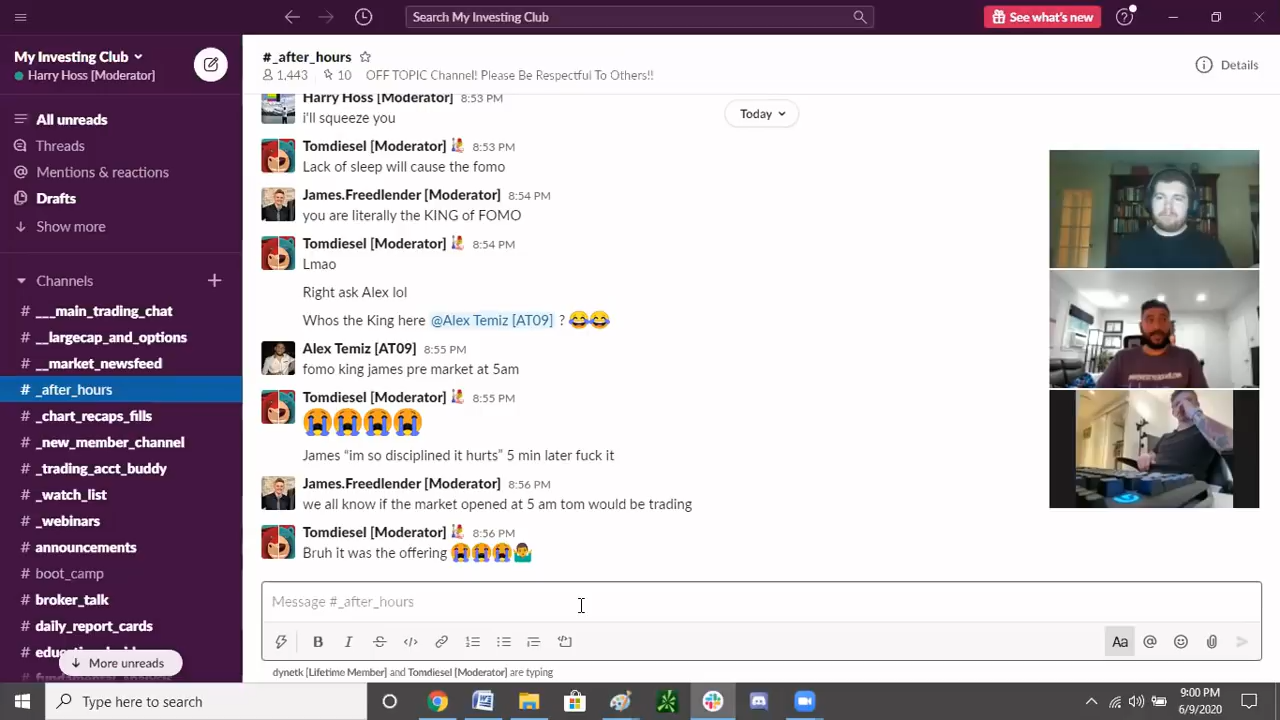 Search My Investing Club
See what's new
My Investing Club
Harry Hoss [Moderator]
All unreads
Threads
Mentions & reactions
Drafts
Show more
Channels
# ___main_trading_chat
# __largecap_and_options
# __market_newsfeed
# _after_hours
# _chart_recaps_fills
# _new_member_channel
# _trading_acct_buddy
# _watch_list
# _webinars
# announcements
# boot_camp
# broker_talk
# daily_report_cards
More unreads
#_after_hours
1,443 10 OFF TOPIC Channel! Please Be Respectful To Others!!
Details
Today
Harry Hoss [Moderator] 8:53 PM
i'll squeeze you
Tomdiesel [Moderator] 8:53 PM
Lack of sleep will cause the fomo
James.Freedlender [Moderator] 8:54 PM
you are literally the KING of FOMO
Tomdiesel [Moderator] 8:54 PM
Lmao
Right ask Alex lol
Whos the King here @Alex Temiz [AT09] ? 😂😂
Alex Temiz [AT09] 8:55 PM
fomo king james pre market at 5am
Tomdiesel [Moderator] 8:55 PM
😭😭😭😭
James “im so disciplined it hurts” 5 min later fuck it
James.Freedlender [Moderator] 8:56 PM
we all know if the market opened at 5 am tom would be trading
Tomdiesel [Moderator] 8:56 PM
Bruh it was the offering 😭😭😭🤷‍♂️
Message #_after_hours
B I S Aa @
dynetk [Lifetime Member] and Tomdiesel [Moderator] are typing
Type here to search
9:00 PM
6/9/2020